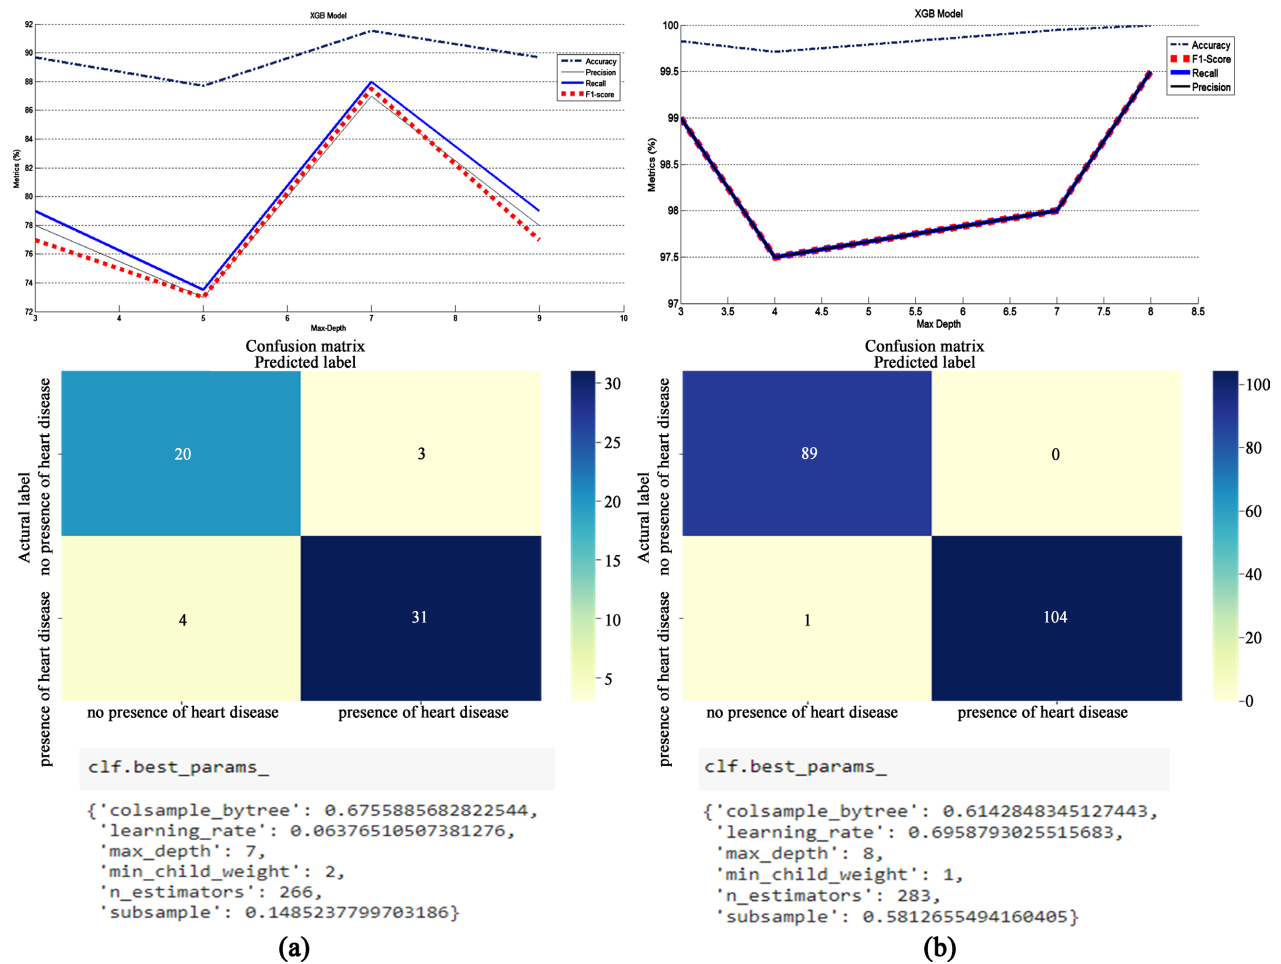 XGB Model
92
90
88
86
84
82
80
78
76
74
72
Metrics (%)
3
4
5
6
7
8
9
10
Max-Depth
Accuracy
Precision
Recall
F1-score
Confusion matrix
Predicted label
Actural label
no presence of heart disease
presence of heart disease
20
3
4
31
30
25
20
15
10
5
no presence of heart disease
presence of heart disease
clf.best_params_
{'colsample_bytree': 0.6755885682822544,
'learning_rate': 0.06376510507381276,
'max_depth': 7,
'min_child_weight': 2,
'n_estimators': 266,
'subsample': 0.1485237799703186}
(a)
XGB Model
100
99.5
99
98.5
98
97.5
97
Metrics (%)
3
3.5
4
4.5
5
5.5
6
6.5
7
7.5
8
8.5
Max Depth
Accuracy
F1-Score
Recall
Precision
Confusion matrix
Predicted label
Actural label
no presence of heart disease
presence of heart disease
89
0
1
104
100
80
60
40
20
0
no presence of heart disease
presence of heart disease
clf.best_params_
{'colsample_bytree': 0.6142848345127443,
'learning_rate': 0.6958793025515683,
'max_depth': 8,
'min_child_weight': 1,
'n_estimators': 283,
'subsample': 0.5812655494160405}
(b)